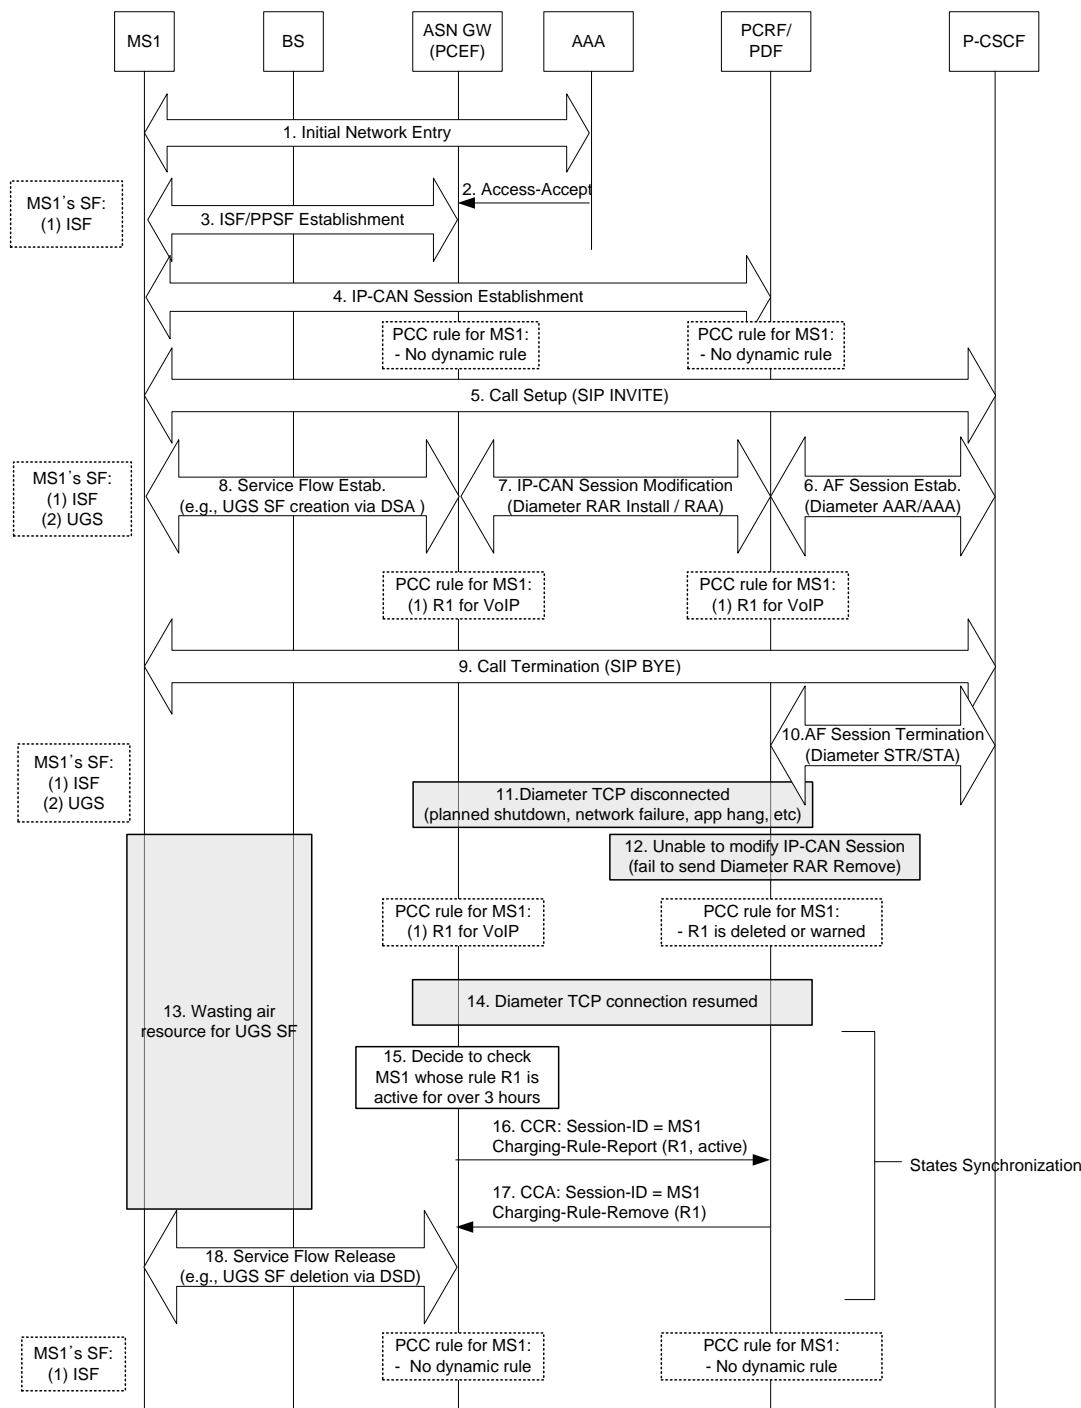 MS1
BS
ASN GW
(PCEF)
AAA
PCRF/
PDF
P-CSCF
1. Initial Network Entry
2. Access-Accept
MS1's SF:
(1) ISF
3. ISF/PPSF Establishment
4. IP-CAN Session Establishment
PCC rule for MS1:
- No dynamic rule
PCC rule for MS1:
- No dynamic rule
5. Call Setup (SIP INVITE)
MS1's SF:
(1) ISF
(2) UGS
8. Service Flow Estab.
(e.g., UGS SF creation via DSA )
7. IP-CAN Session Modification
(Diameter RAR Install / RAA)
6. AF Session Estab.
(Diameter AAR/AAA)
PCC rule for MS1:
(1) R1 for VoIP
PCC rule for MS1:
(1) R1 for VoIP
9. Call Termination (SIP BYE)
10.AF Session Termination
(Diameter STR/STA)
MS1's SF:
(1) ISF
(2) UGS
11.Diameter TCP disconnected
(planned shutdown, network failure, app hang, etc)
12. Unable to modify IP-CAN Session
(fail to send Diameter RAR Remove)
PCC rule for MS1:
(1) R1 for VoIP
PCC rule for MS1:
- R1 is deleted or warned
13. Wasting air
resource for UGS SF
14. Diameter TCP connection resumed
15. Decide to check
MS1 whose rule R1 is
active for over 3 hours
16. CCR: Session-ID = MS1
Charging-Rule-Report (R1, active)
States Synchronization
17. CCA: Session-ID = MS1
Charging-Rule-Remove (R1)
18. Service Flow Release
(e.g., UGS SF deletion via DSD)
MS1's SF:
(1) ISF
PCC rule for MS1:
- No dynamic rule
PCC rule for MS1:
- No dynamic rule